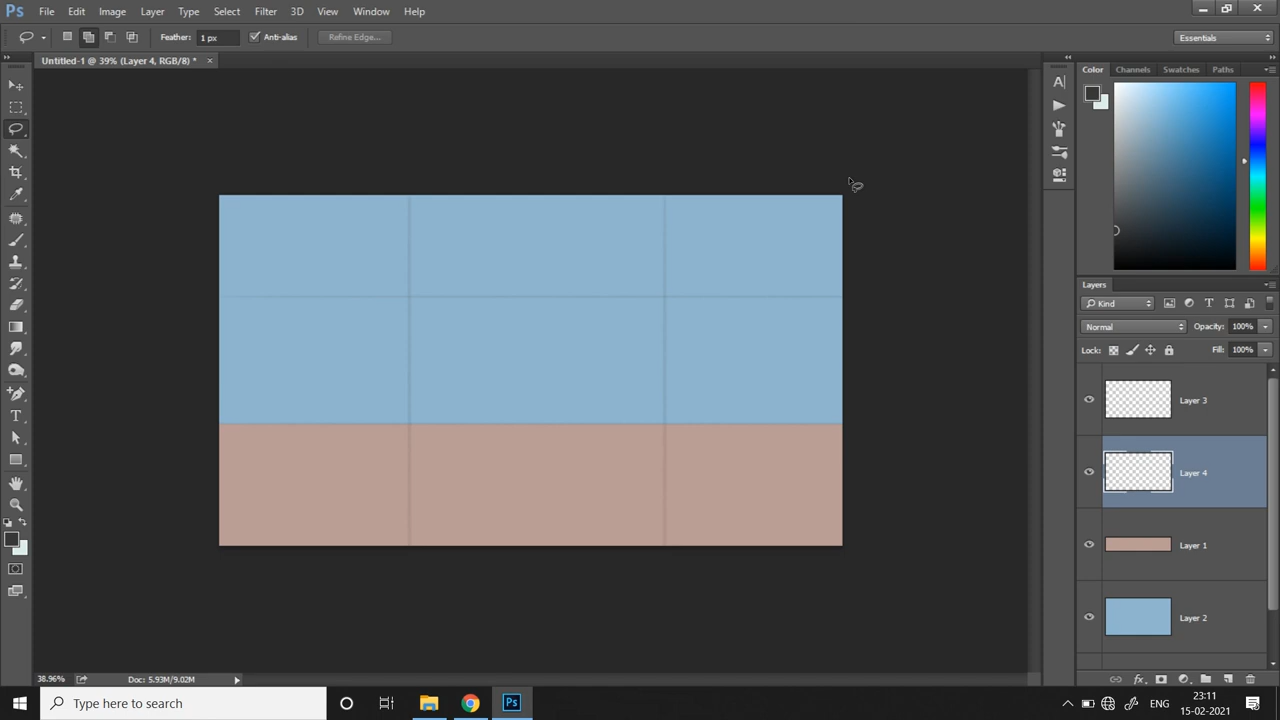 Ps File Edit Image Layer Type Select Filter 3D View Window Help
Feather: 1 px Anti-alias Refine Edge... Essentials
Untitled-1 @ 39% (Layer 4, RGB/8) * ×
Color Channels Swatches Paths
A|
Layers
Kind T
Normal Opacity: 100%
Lock: Fill: 100%
Layer 3
Layer 4
Layer 1
Layer 2
T
38.96% Doc: 5.93M/9.02M
fx
Type here to search Ps ENG 23:11
15-02-2021